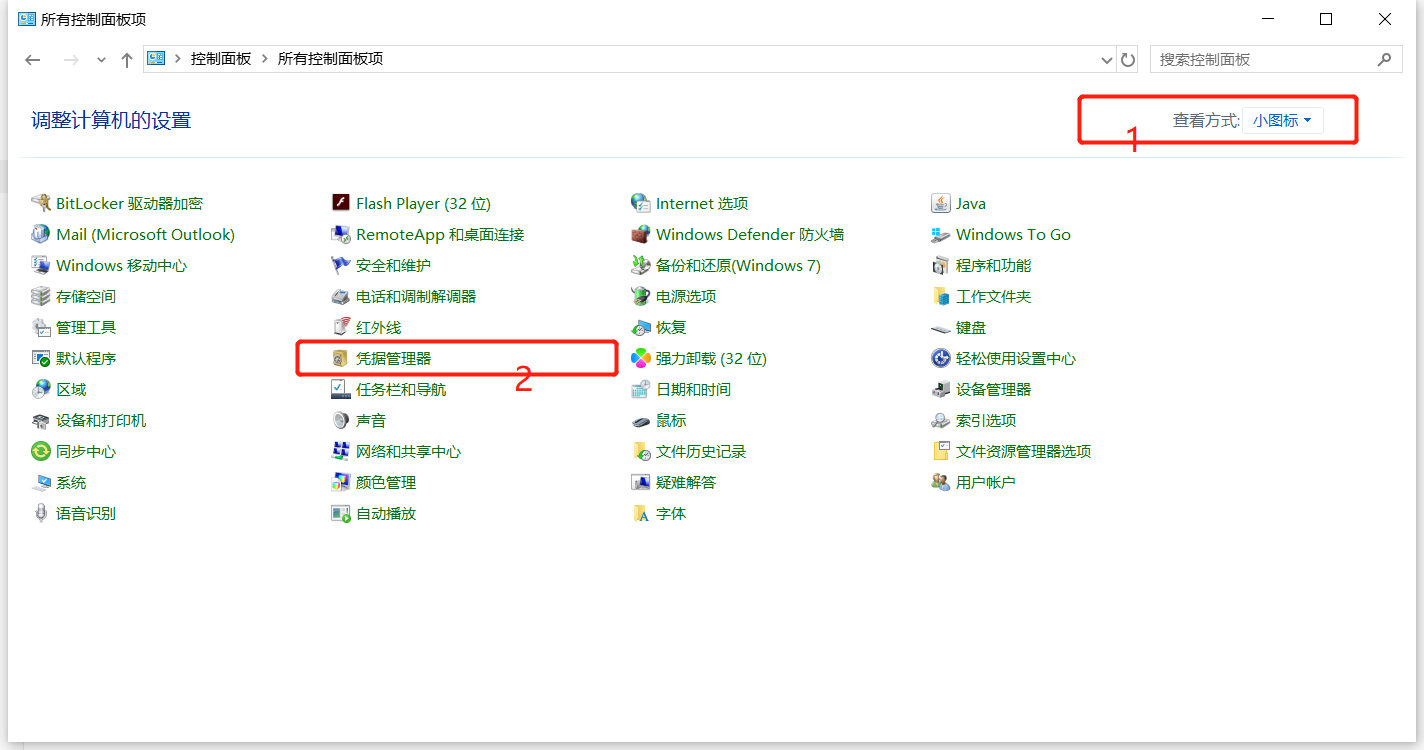 所有控制面板项
控制面板 所有控制面板项 搜索控制面板
调整计算机的设置 查看方式: 小图标
1
BitLocker 驱动器加密 Flash Player (32 位) Internet 选项 Java
Mail (Microsoft Outlook) RemoteApp 和桌面连接 Windows Defender 防火墙 Windows To Go
Windows 移动中心 安全和维护 备份和还原(Windows 7) 程序和功能
存储空间 电话和调制解调器 电源选项 工作文件夹
管理工具 红外线 恢复 键盘
默认程序 凭据管理器 强力卸载 (32 位) 轻松使用设置中心
2
区域 任务栏和导航 日期和时间 设备管理器
设备和打印机 声音 鼠标 索引选项
同步中心 网络和共享中心 文件历史记录 文件资源管理器选项
系统 颜色管理 疑难解答 用户帐户
语音识别 自动播放 字体